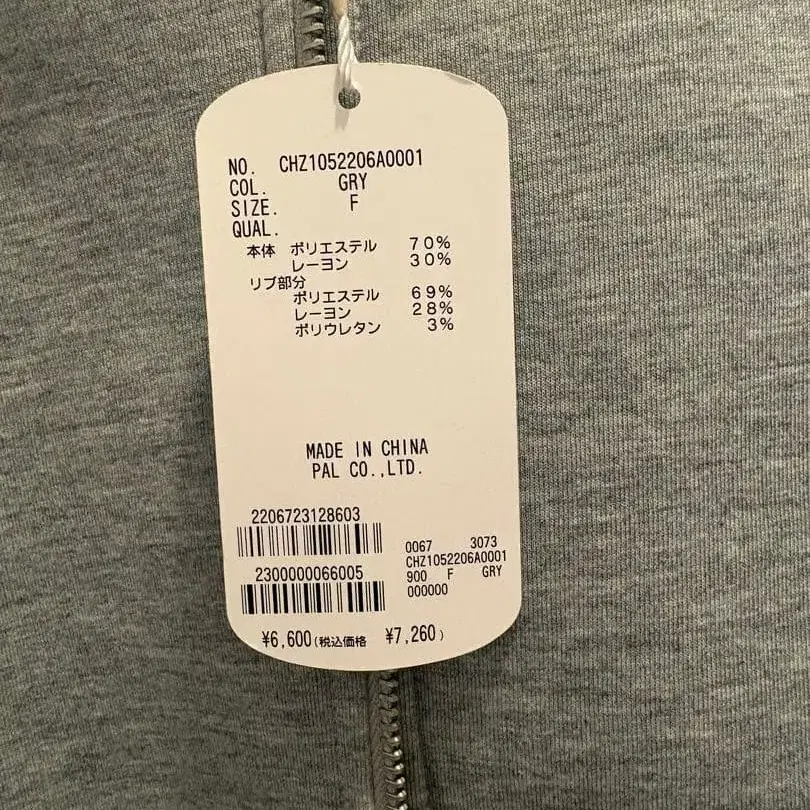 NO. CHZ1052206A0001
COL. GRY
SIZE. F
QUAL.
本体 ポリエステル 70%
レーヨン 30%
リブ部分
ポリエステル 69%
レーヨン 28%
ポリウレタン 3%
MADE IN CHINA
PAL CO.,LTD.
2206723128603
2300000066005
0067 3073
CHZ1052206A0001
900 F GRY
000000
¥6,600(税込価格 ¥7,260)